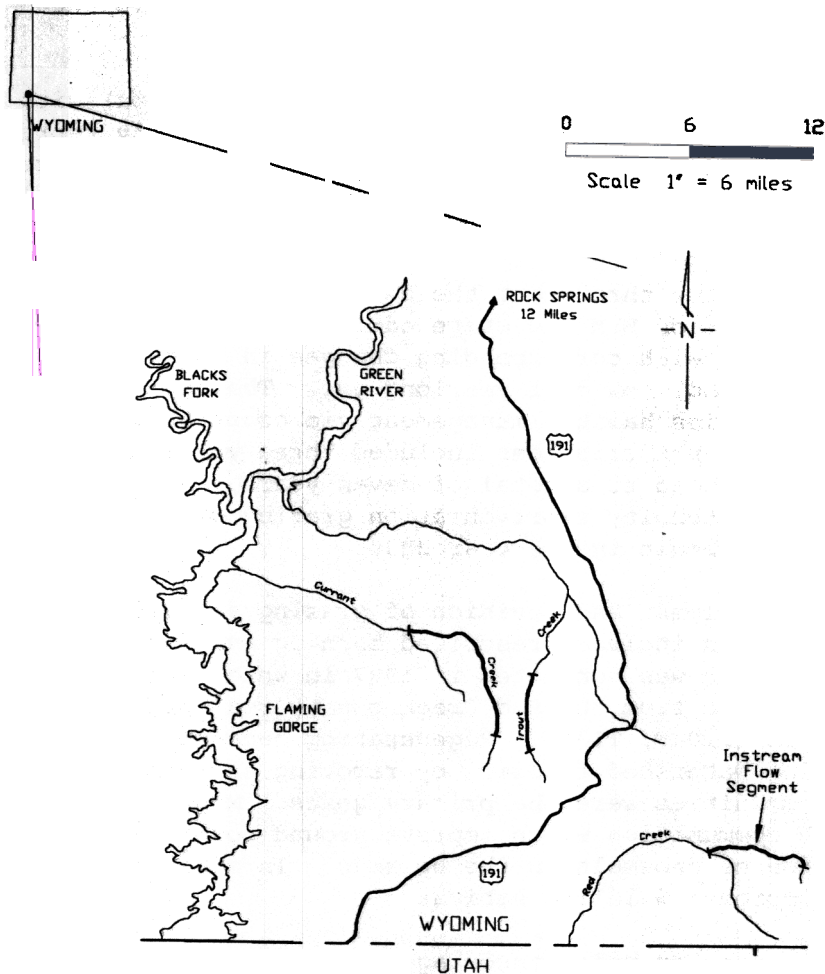 WYOMING
0 6 12
Scale 1" = 6 miles
ROCK SPRINGS
12 Miles
N
BLACKS
FORK
GREEN
RIVER
191
Currant
Creek
Creek
Trout
FLAMING
GORGE
Instream
Flow
Segment
Creek
Red
191
WYOMING
UTAH